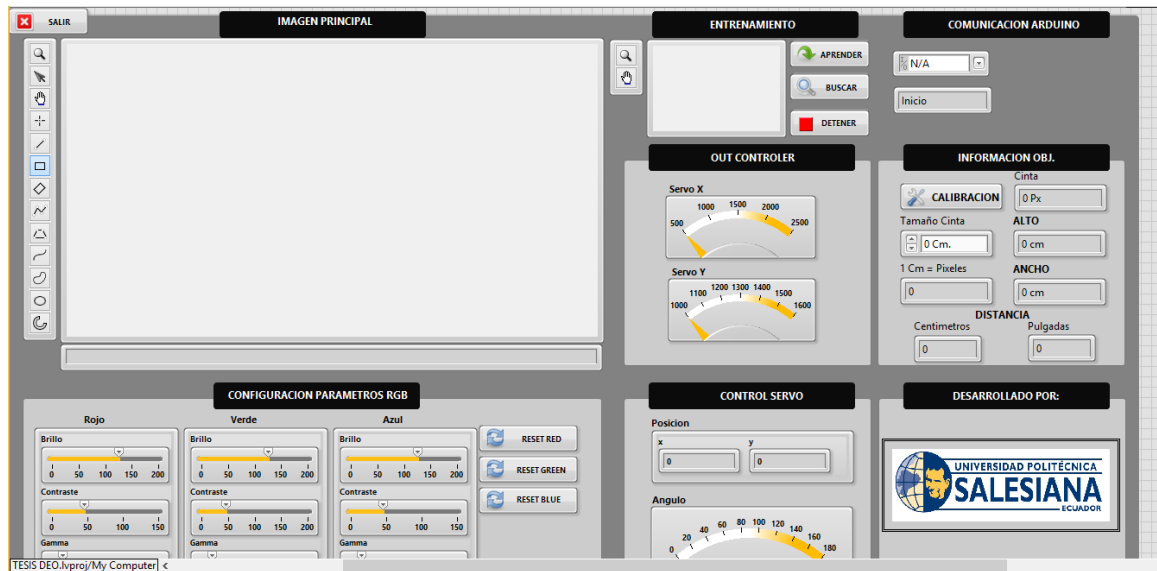 SALIR
IMAGEN PRINCIPAL
ENTRENAMIENTO
APRENDER
BUSCAR
DETENER
COMUNICACION ARDUINO
N/A
Inicio
OUT CONTROLER
Servo X
500 1000 1500 2000 2500
Servo Y
1000 1100 1200 1300 1400 1500 1600
INFORMACION OBJ.
CALIBRACION
Cinta
0 Px
Tamaño Cinta
0 Cm.
ALTO
0 cm
1 Cm = Pixeles
0
ANCHO
0 cm
DISTANCIA
Centimetros Pulgadas
0 0
CONFIGURACION PARAMETROS RGB
Rojo Verde Azul
Brillo Brillo Brillo
0 50 100 150 200 0 50 100 150 200 0 50 100 150 200
Contraste Contraste Contraste
0 50 100 150 0 50 100 150 200 0 50 100 150
Gamma Gamma Gamma
RESET RED
RESET GREEN
RESET BLUE
CONTROL SERVO
Posicion
x y
0 0
Angulo
0 20 40 60 80 100 120 140 160 180
DESARROLLADO POR:
UNIVERSIDAD POLITÉCNICA
SALESIANA
ECUADOR
TESIS DEO.lvproj/My Computer